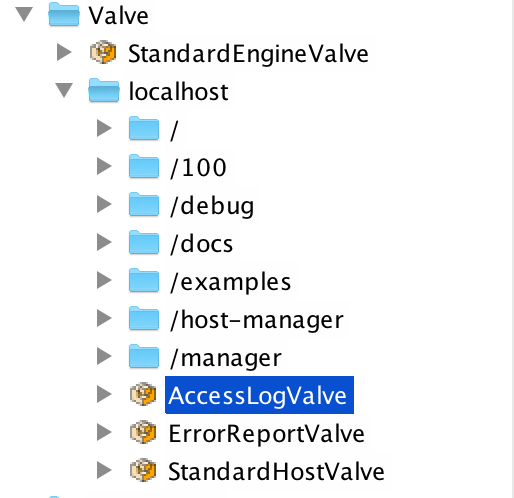 Valve
StandardEngineValve
localhost
/
/100
/debug
/docs
/examples
/host-manager
/manager
AccessLogValve
ErrorReportValve
StandardHostValve